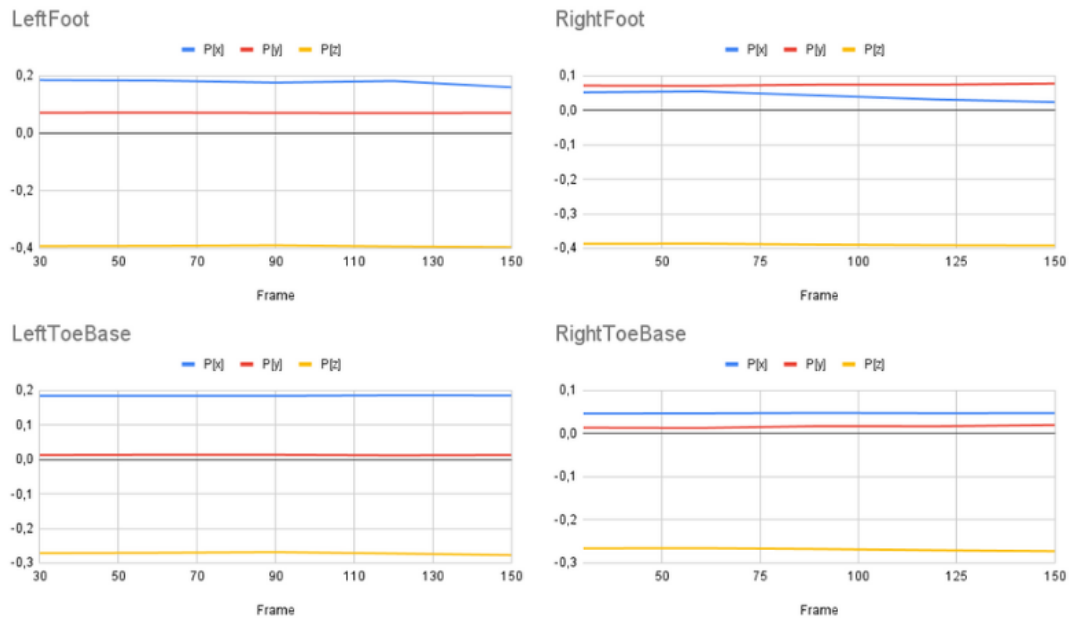 LeftFoot
P[x] P[y] P[z]
0,2
0,0
-0,2
-0,4
30 50 70 90 110 130 150
Frame
RightFoot
P[x] P[y] P[z]
0,1
0,0
-0,1
-0,2
-0,3
-0,4
50 75 100 125 150
Frame
LeftToeBase
P[x] P[y] P[z]
0,2
0,1
0,0
-0,1
-0,2
-0,3
30 50 70 90 110 130 150
Frame
RightToeBase
P[x] P[y] P[z]
0,1
0,0
-0,1
-0,2
-0,3
50 75 100 125 150
Frame